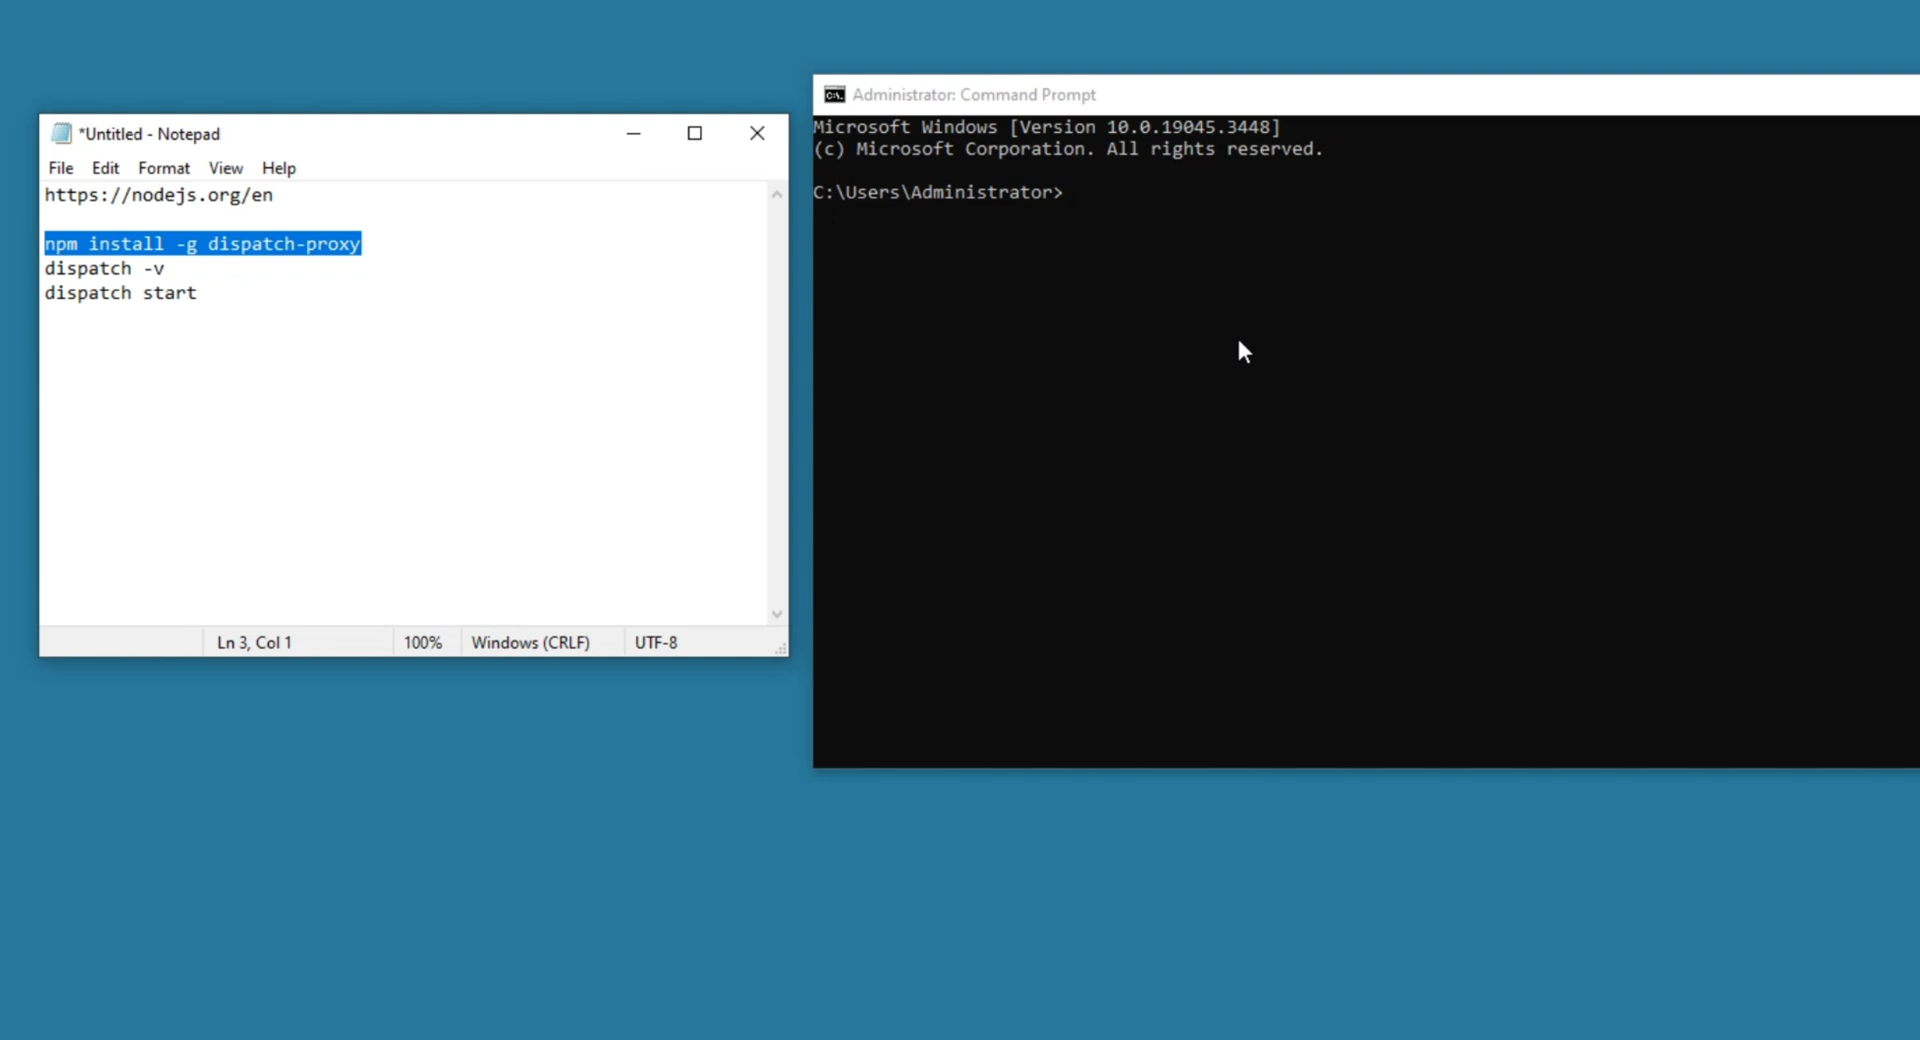 *Untitled - Notepad
File Edit Format View Help
https://nodejs.org/en
npm install -g dispatch-proxy
dispatch -v
dispatch start
Ln 3, Col 1 100% Windows (CRLF) UTF-8
Administrator: Command Prompt
Microsoft Windows [Version 10.0.19045.3448]
(c) Microsoft Corporation. All rights reserved.
C:\Users\Administrator>